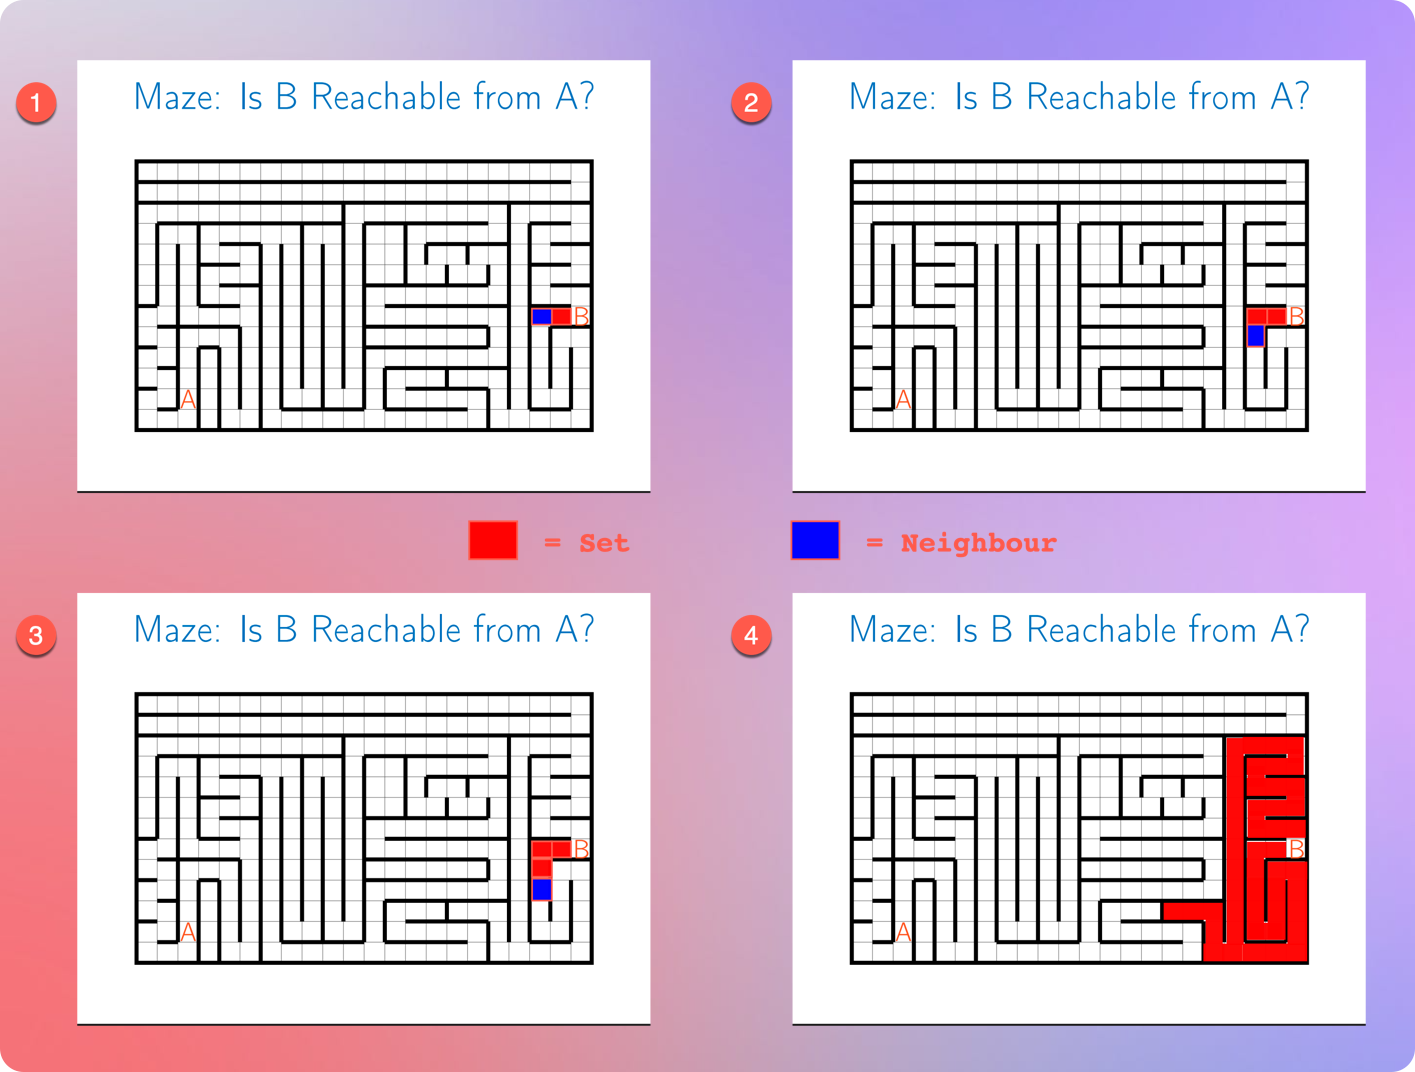 1
Maze: Is B Reachable from A?
B
A
2
Maze: Is B Reachable from A?
B
A
= Set
= Neighbour
3
Maze: Is B Reachable from A?
B
A
4
Maze: Is B Reachable from A?
B
A